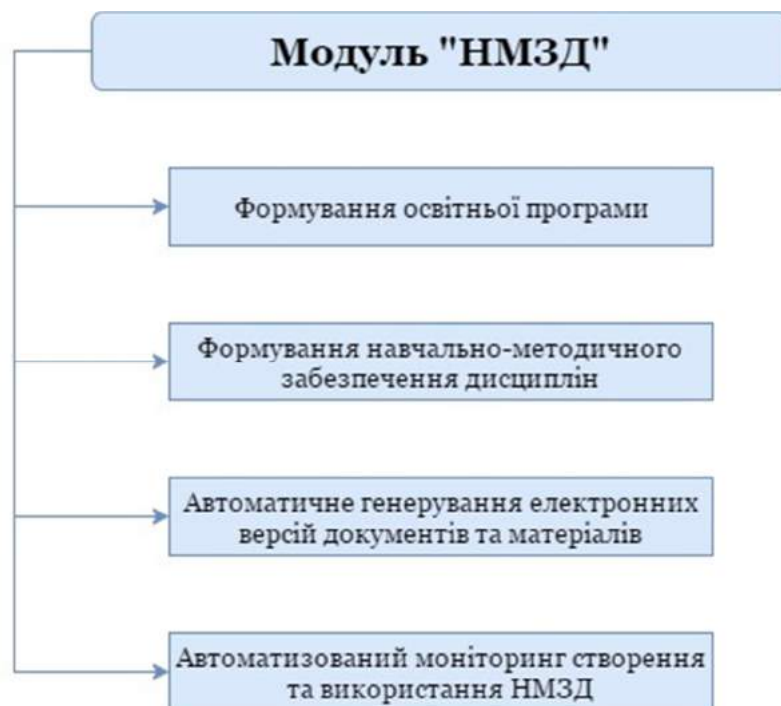 Модуль "НМЗД"
Формування освітньої програми
Формування навчально-методичного
забезпечення дисциплін
Автоматичне генерування електронних
версій документів та матеріалів
Автоматизований моніторинг створення
та використання НМЗД